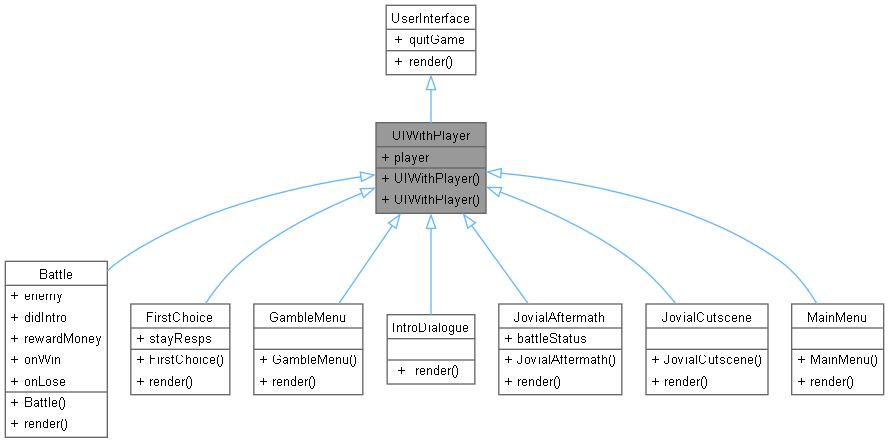 UserInterface
+ quitGame
+ render()
UIWithPlayer
+ player
+ UIWithPlayer()
+ UIWithPlayer()
Battle
+ enemy
+ didIntro
+ rewardMoney
+ onWin
+ onLose
+ Battle()
+ render()
FirstChoice
+ stayResps
+ FirstChoice()
+ render()
GambleMenu
+ GambleMenu()
+ render()
IntroDialogue
+ render()
JovialAftermath
+ battleStatus
+ JovialAftermath()
+ render()
JovialCutscene
+ JovialCutscene()
+ render()
MainMenu
+ MainMenu()
+ render()